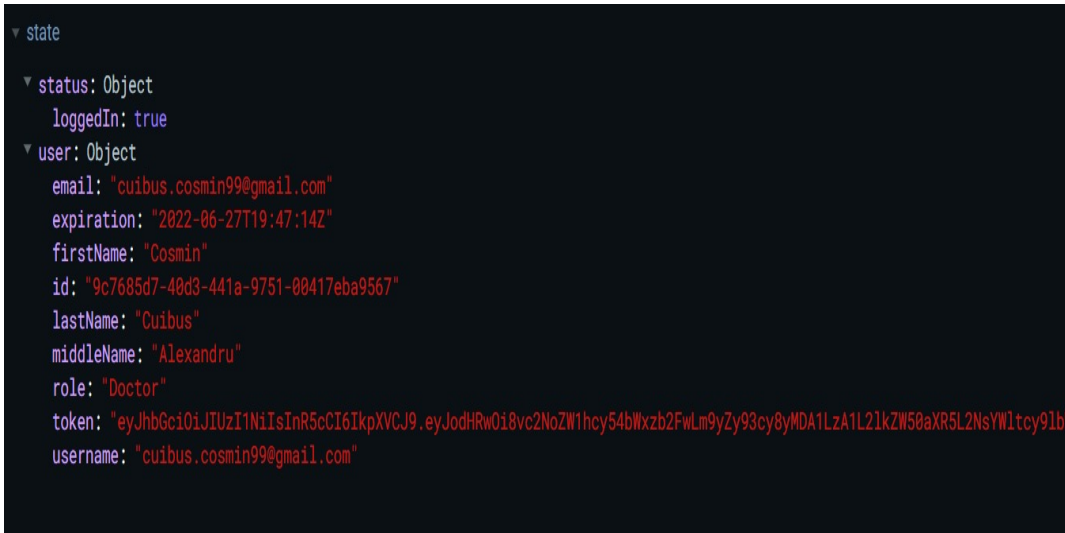 state
status: Object
loggedIn: true
user: Object
email: "cuibus.cosmin99@gmail.com"
expiration: "2022-06-27T19:47:14Z"
firstName: "Cosmin"
id: "9c7685d7-40d3-441a-9751-00417eba9567"
lastName: "Cuibus"
middleName: "Alexandru"
role: "Doctor"
token: "eyJhbGciOiJIUzI1NiIsInR5cCI6IkpXVCJ9.eyJodHRwOi8vc2NoZW1hcy54bWxzb2FwLm9yZy93cy8yMDA1LzA1L2lkZW50aXR5L2NsYWltcy9lb
username: "cuibus.cosmin99@gmail.com"